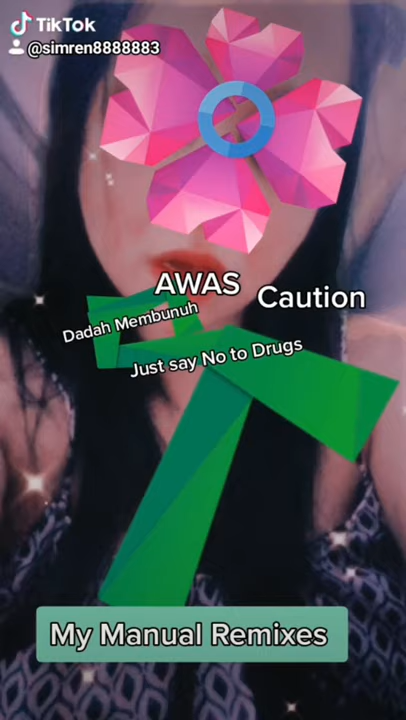 TikTok
@simren8888883
AWAS
Caution
Dadah Membunuh
Just say No to Drugs
My Manual Remixes